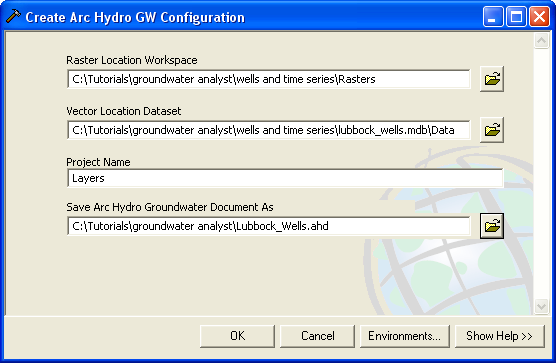 Create Arc Hydro GW Configuration
Raster Location Workspace
C:\Tutorials\groundwater analyst\wells and time series\Rasters
Vector Location Dataset
C:\Tutorials\groundwater analyst\wells and time series\lubbock_wells.mdb\Data
Project Name
Layers
Save Arc Hydro Groundwater Document As
C:\Tutorials\groundwater analyst\Lubbock_Wells.ahd
OK Cancel Environments... Show Help >>